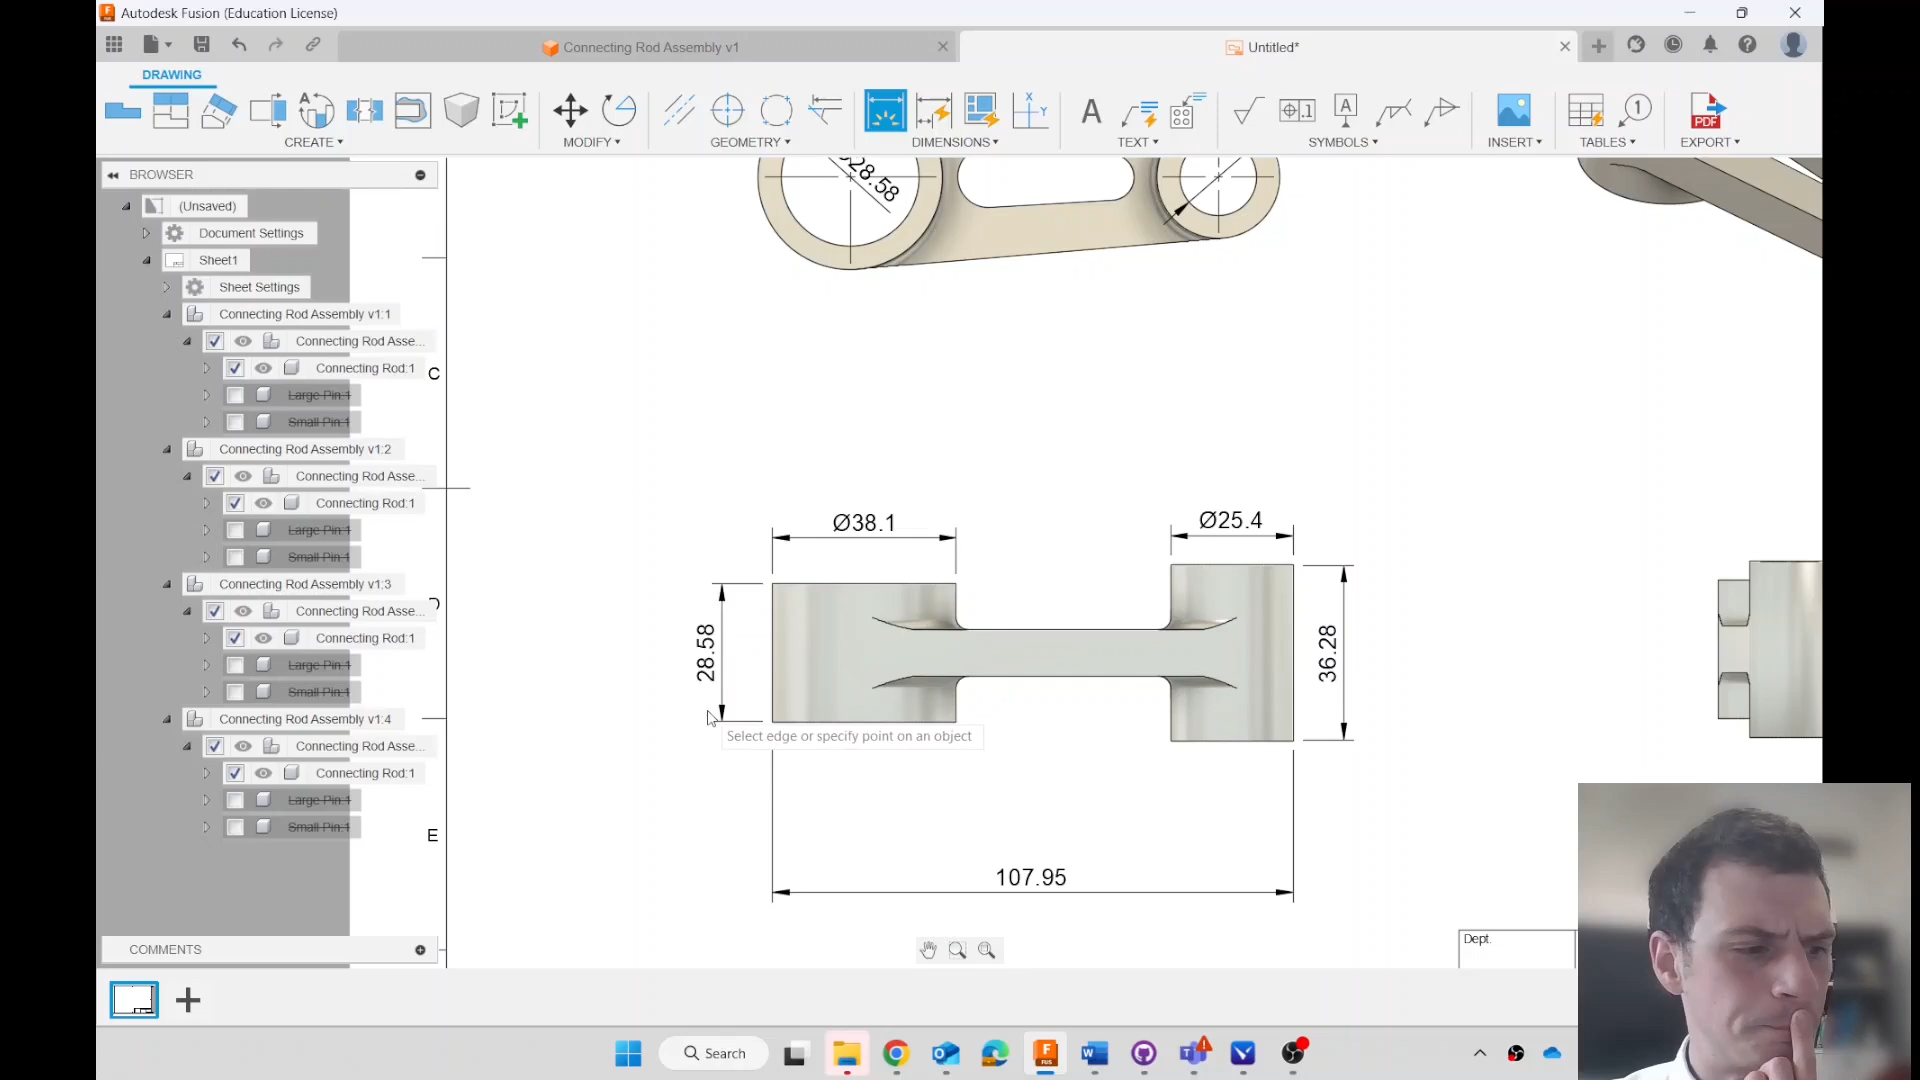 Autodesk Fusion (Education License)
Connecting Rod Assembly v1
Untitled*
DRAWING
CREATE
MODIFY
GEOMETRY
DIMENSIONS
TEXT
SYMBOLS
INSERT
TABLES
EXPORT
PDF
BROWSER
(Unsaved)
Document Settings
Sheet1
Sheet Settings
Connecting Rod Assembly v1:1
Connecting Rod Asse...
Connecting Rod:1
Large Pin:1
Small Pin:1
Connecting Rod Assembly v1:2
Connecting Rod Asse...
Connecting Rod:1
Large Pin:1
Small Pin:1
Connecting Rod Assembly v1:3
Connecting Rod Asse...
Connecting Rod:1
Large Pin:1
Small Pin:1
Connecting Rod Assembly v1:4
Connecting Rod Asse...
Connecting Rod:1
Large Pin:1
Small Pin:1
COMMENTS
C
D
E
Ø28.58
Ø38.1
Ø25.4
28.58
36.28
Select edge or specify point on an object
107.95
Dept.
Search